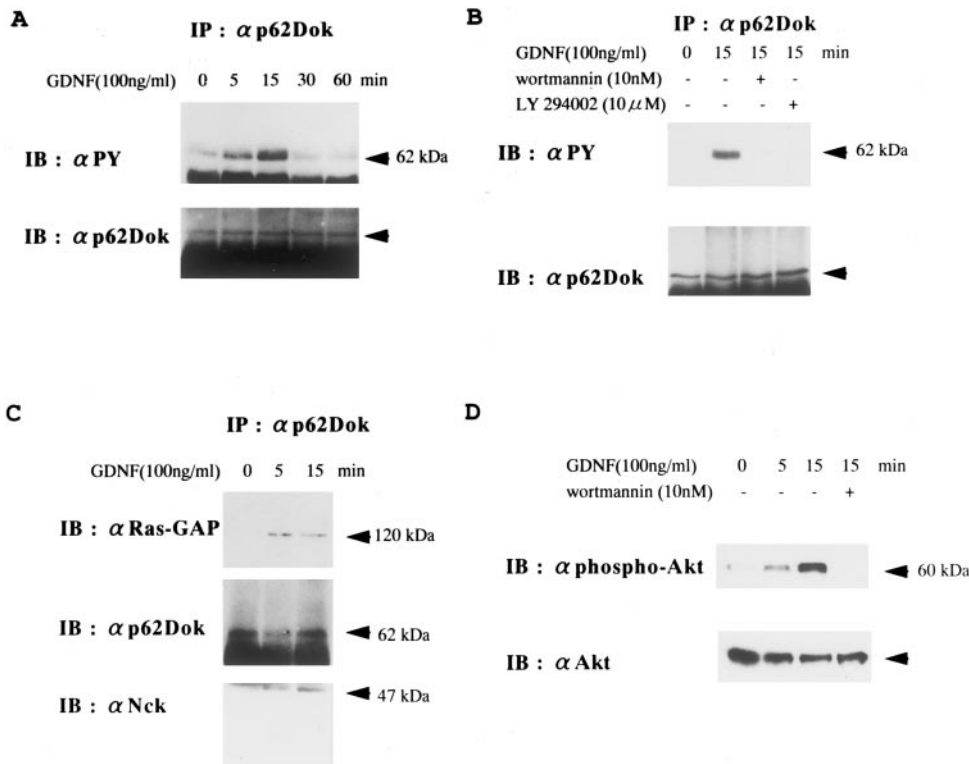 A
IP : α p62Dok
GDNF(100ng/ml) 0 5 15 30 60 min
IB : α PY
62 kDa
IB : α p62Dok
B
IP : α p62Dok
GDNF(100ng/ml) 0 15 15 15 min
wortmannin (10nM) - - + -
LY 294002 (10 μM) - - - +
IB : α PY
62 kDa
IB : α p62Dok
C
IP : α p62Dok
GDNF(100ng/ml) 0 5 15 min
IB : α Ras-GAP
120 kDa
IB : α p62Dok
62 kDa
IB : α Nck
47 kDa
D
GDNF(100ng/ml) 0 5 15 15 min
wortmannin (10nM) - - - +
IB : α phospho-Akt
60 kDa
IB : α Akt